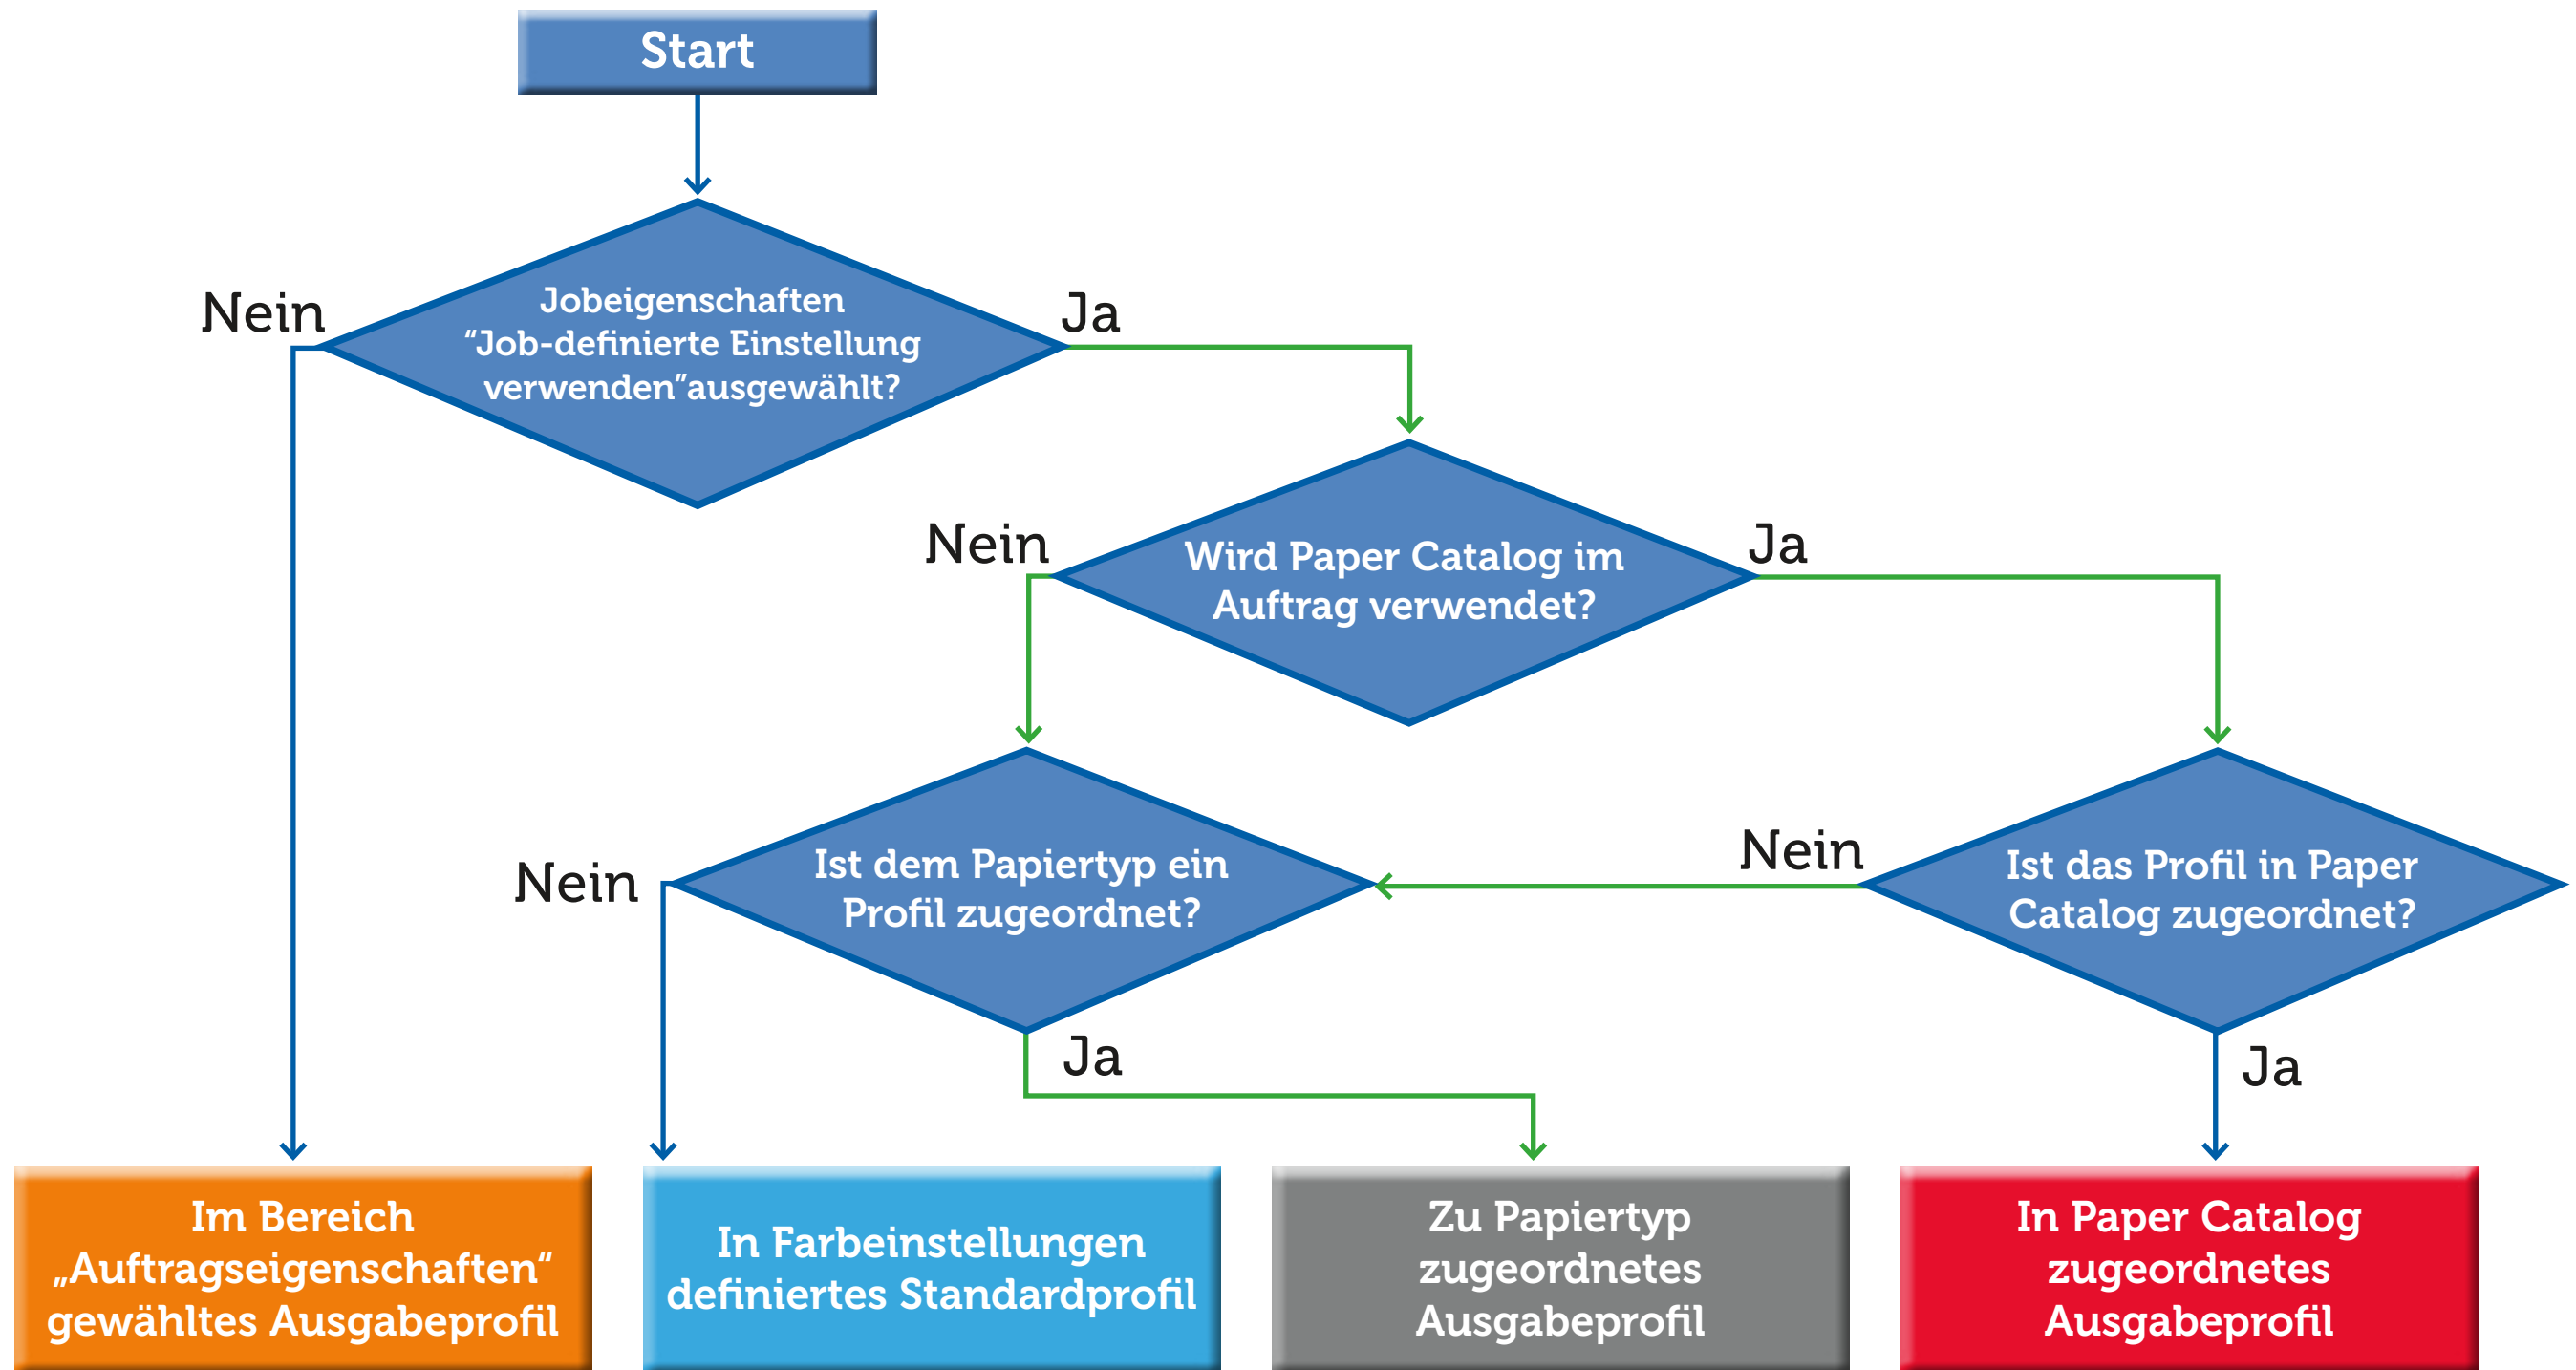 Start
Nein
Ja
Jobeigenschaften
“Job-definierte Einstellung
verwenden”ausgewählt?
Nein
Ja
Wird Paper Catalog im
Auftrag verwendet?
Nein
Ist dem Papiertyp ein
Profil zugeordnet?
Nein
Ist das Profil in Paper
Catalog zugeordnet?
Ja
Ja
Im Bereich
„Auftragseigenschaften“
gewähltes Ausgabeprofil
In Farbeinstellungen
definiertes Standardprofil
Zu Papiertyp
zugeordnetes
Ausgabeprofil
In Paper Catalog
zugeordnetes
Ausgabeprofil